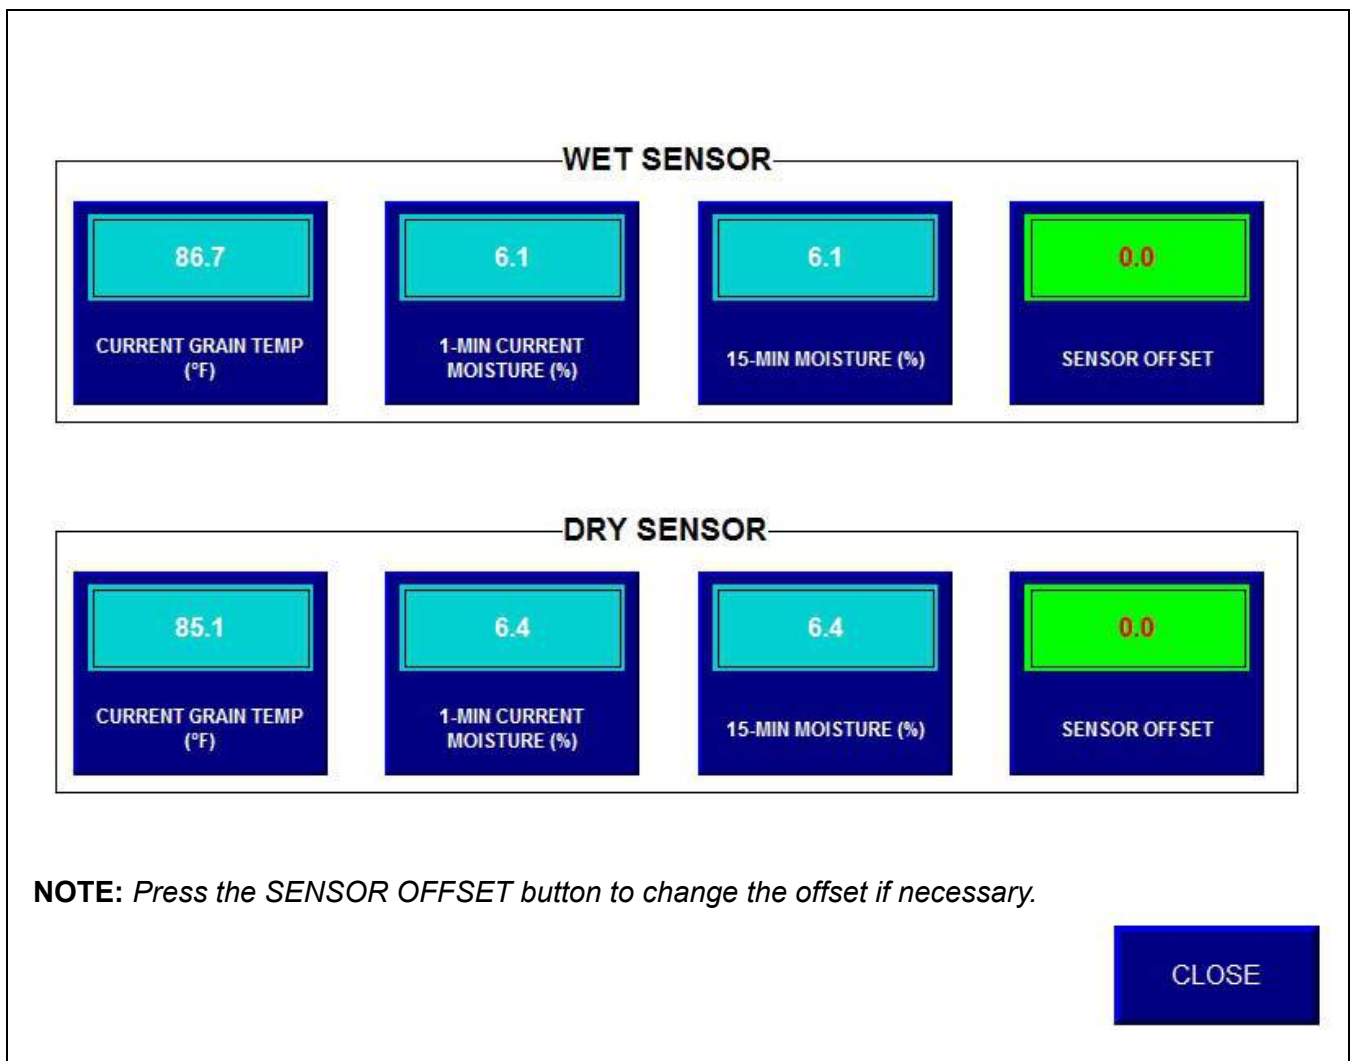 WET SENSOR
86.7
6.1
6.1
0.0
CURRENT GRAIN TEMP
(°F)
1-MIN CURRENT
MOISTURE (%)
15-MIN MOISTURE (%)
SENSOR OFFSET
DRY SENSOR
85.1
6.4
6.4
0.0
CURRENT GRAIN TEMP
(°F)
1-MIN CURRENT
MOISTURE (%)
15-MIN MOISTURE (%)
SENSOR OFFSET
NOTE: Press the SENSOR OFFSET button to change the offset if necessary.
CLOSE